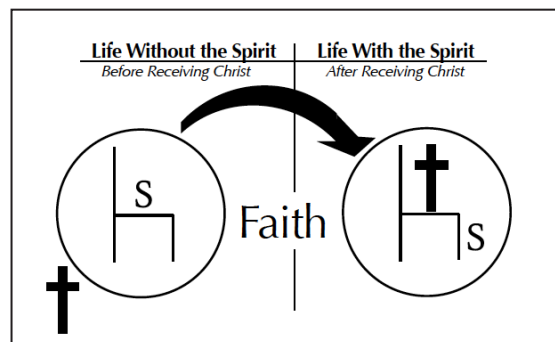 Life Without the Spirit
Before Receiving Christ
Life With the Spirit
After Receiving Christ
S
Faith
S